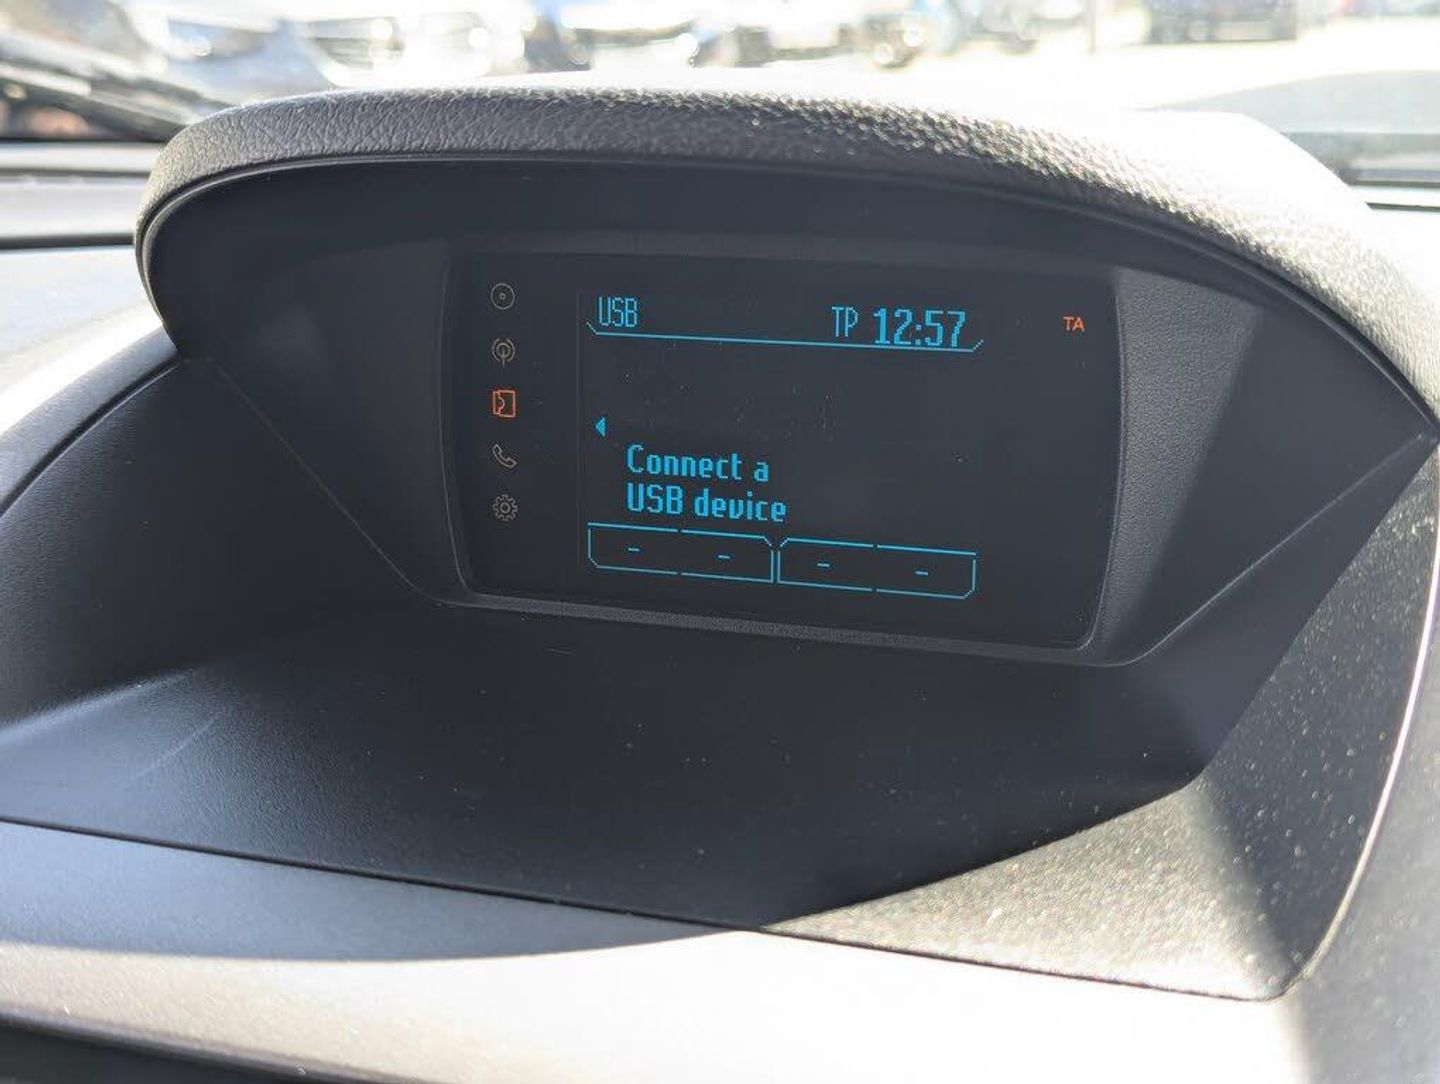 USB TP 12:57 TA
Connect a
USB device
- - - -